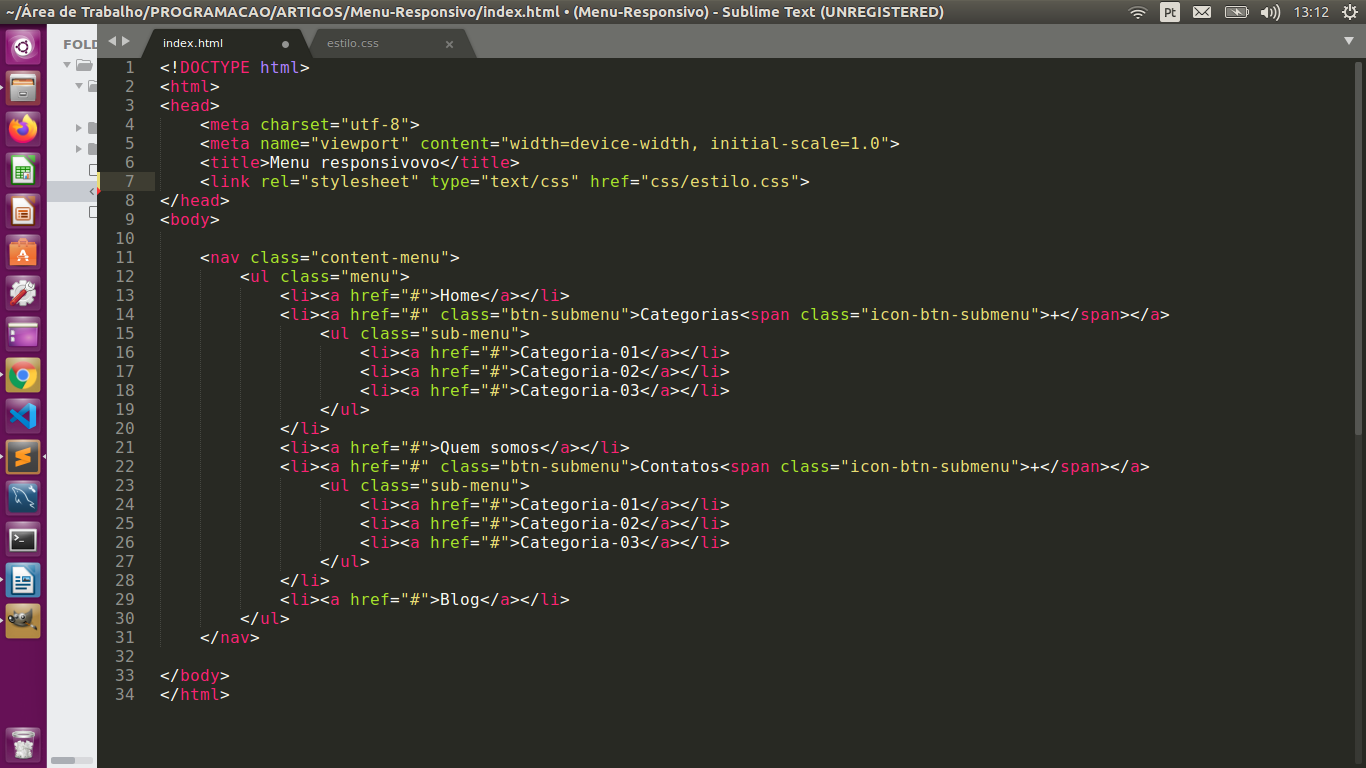 ~/Área de Trabalho/PROGRAMACAO/ARTIGOS/Menu-Responsivo/index.html • (Menu-Responsivo) - Sublime Text (UNREGISTERED)
Pt
13:12
FOLD
index.html
estilo.css
1 <!DOCTYPE html>
2 <html>
3 <head>
4     <meta charset="utf-8">
5     <meta name="viewport" content="width=device-width, initial-scale=1.0">
6     <title>Menu responsivovo</title>
7     <link rel="stylesheet" type="text/css" href="css/estilo.css">
8 </head>
9 <body>
10
11     <nav class="content-menu">
12         <ul class="menu">
13             <li><a href="#">Home</a></li>
14             <li><a href="#" class="btn-submenu">Categorias<span class="icon-btn-submenu">+</span></a>
15                 <ul class="sub-menu">
16                     <li><a href="#">Categoria-01</a></li>
17                     <li><a href="#">Categoria-02</a></li>
18                     <li><a href="#">Categoria-03</a></li>
19                 </ul>
20             </li>
21             <li><a href="#">Quem somos</a></li>
22             <li><a href="#" class="btn-submenu">Contatos<span class="icon-btn-submenu">+</span></a>
23                 <ul class="sub-menu">
24                     <li><a href="#">Categoria-01</a></li>
25                     <li><a href="#">Categoria-02</a></li>
26                     <li><a href="#">Categoria-03</a></li>
27                 </ul>
28             </li>
29             <li><a href="#">Blog</a></li>
30         </ul>
31     </nav>
32
33 </body>
34 </html>